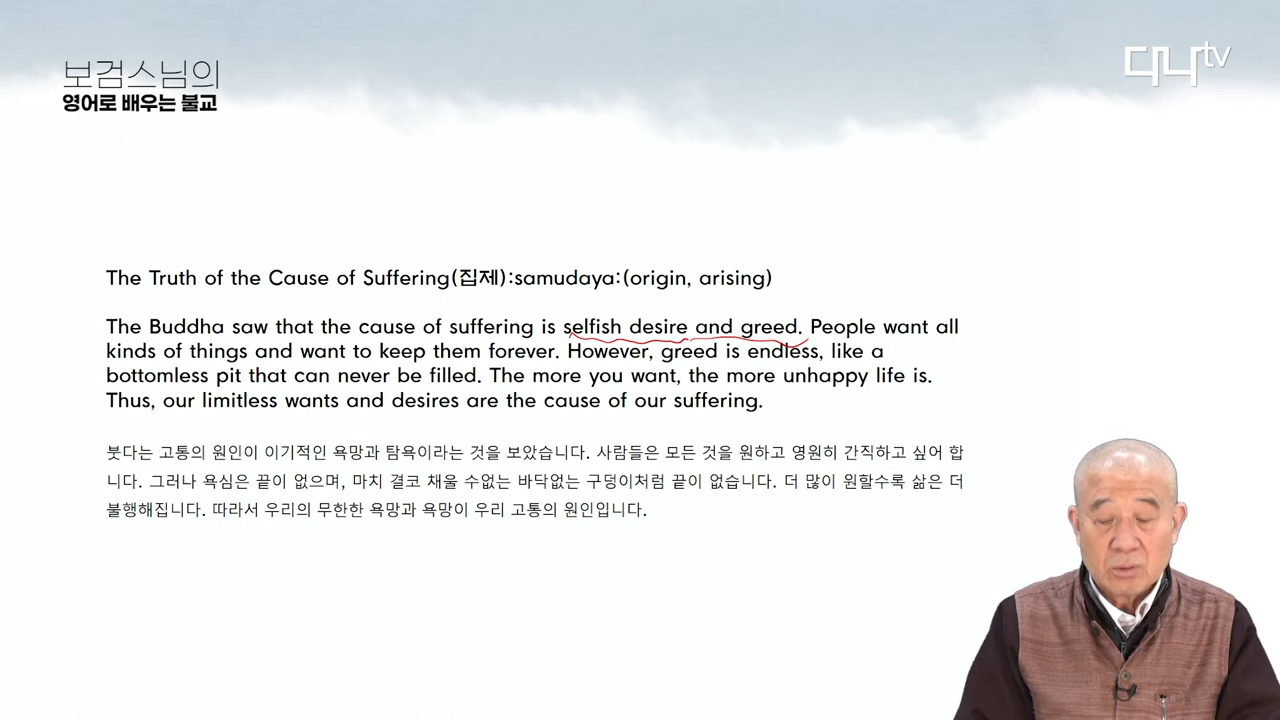 보검스님의
영어로 배우는 불교
디니tv
The Truth of the Cause of Suffering(집제):samudaya:(origin, arising)
The Buddha saw that the cause of suffering is selfish desire and greed. People want all
kinds of things and want to keep them forever. However, greed is endless, like a
bottomless pit that can never be filled. The more you want, the more unhappy life is.
Thus, our limitless wants and desires are the cause of our suffering.
붓다는 고통의 원인이 이기적인 욕망과 탐욕이라는 것을 보았습니다. 사람들은 모든 것을 원하고 영원히 간직하고 싶어 합
니다. 그러나 욕심은 끝이 없으며, 마치 결코 채울 수없는 바닥없는 구덩이처럼 끝이 없습니다. 더 많이 원할수록 삶은 더
불행해집니다. 따라서 우리의 무한한 욕망과 욕망이 우리 고통의 원인입니다.